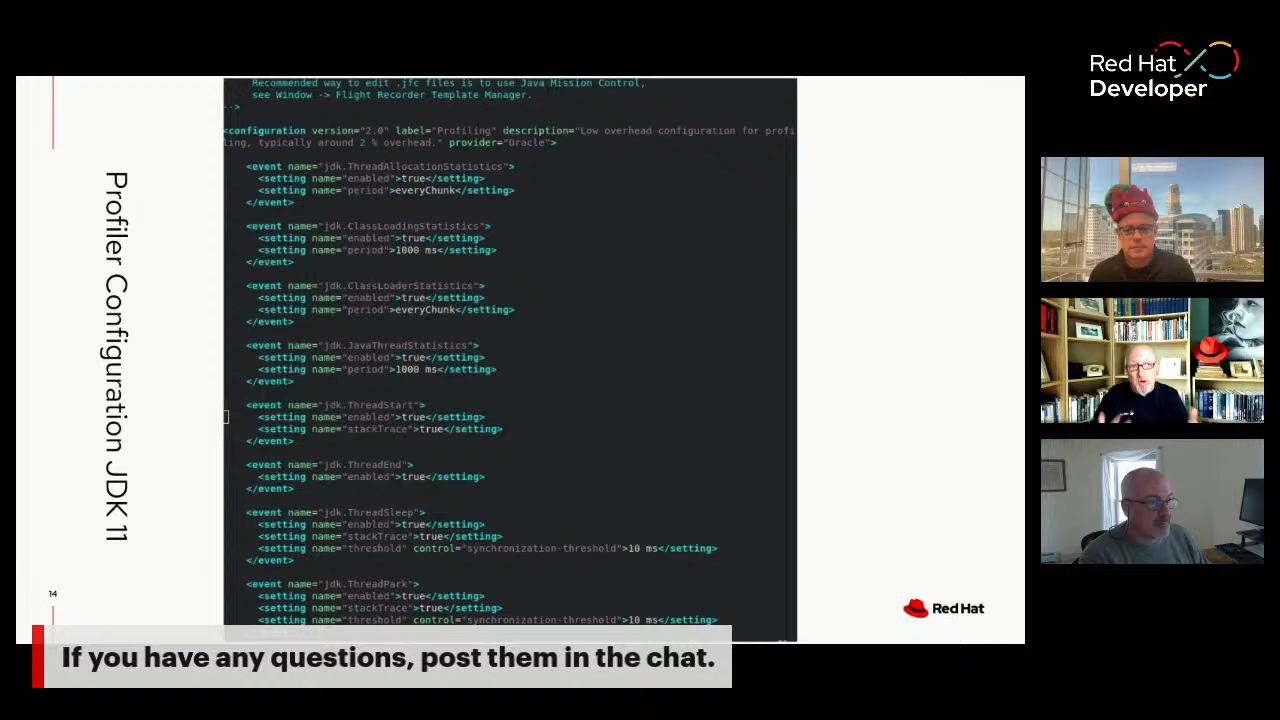 Red Hat
Developer
Profiler Configuration JDK 11
Recommended way to edit .jfc files is to use Java Mission Control,
see Window -> Flight Recorder Template Manager.
-->
<configuration version="2.0" label="Profiling" description="Low overhead configuration for profi
ling, typically around 2 % overhead." provider="Oracle">
<event name="jdk.ThreadAllocationStatistics">
<setting name="enabled">true</setting>
<setting name="period">everyChunk</setting>
</event>
<event name="jdk.ClassLoadingStatistics">
<setting name="enabled">true</setting>
<setting name="period">1000 ms</setting>
</event>
<event name="jdk.ClassLoaderStatistics">
<setting name="enabled">true</setting>
<setting name="period">everyChunk</setting>
</event>
<event name="jdk.JavaThreadStatistics">
<setting name="enabled">true</setting>
<setting name="period">1000 ms</setting>
</event>
<event name="jdk.ThreadStart">
<setting name="enabled">true</setting>
<setting name="stackTrace">true</setting>
</event>
<event name="jdk.ThreadEnd">
<setting name="enabled">true</setting>
</event>
<event name="jdk.ThreadSleep">
<setting name="enabled">true</setting>
<setting name="stackTrace">true</setting>
<setting name="threshold" control="synchronization-threshold">10 ms</setting>
</event>
<event name="jdk.ThreadPark">
<setting name="enabled">true</setting>
<setting name="stackTrace">true</setting>
<setting name="threshold" control="synchronization-threshold">10 ms</setting>
14
Red Hat
If you have any questions, post them in the chat.